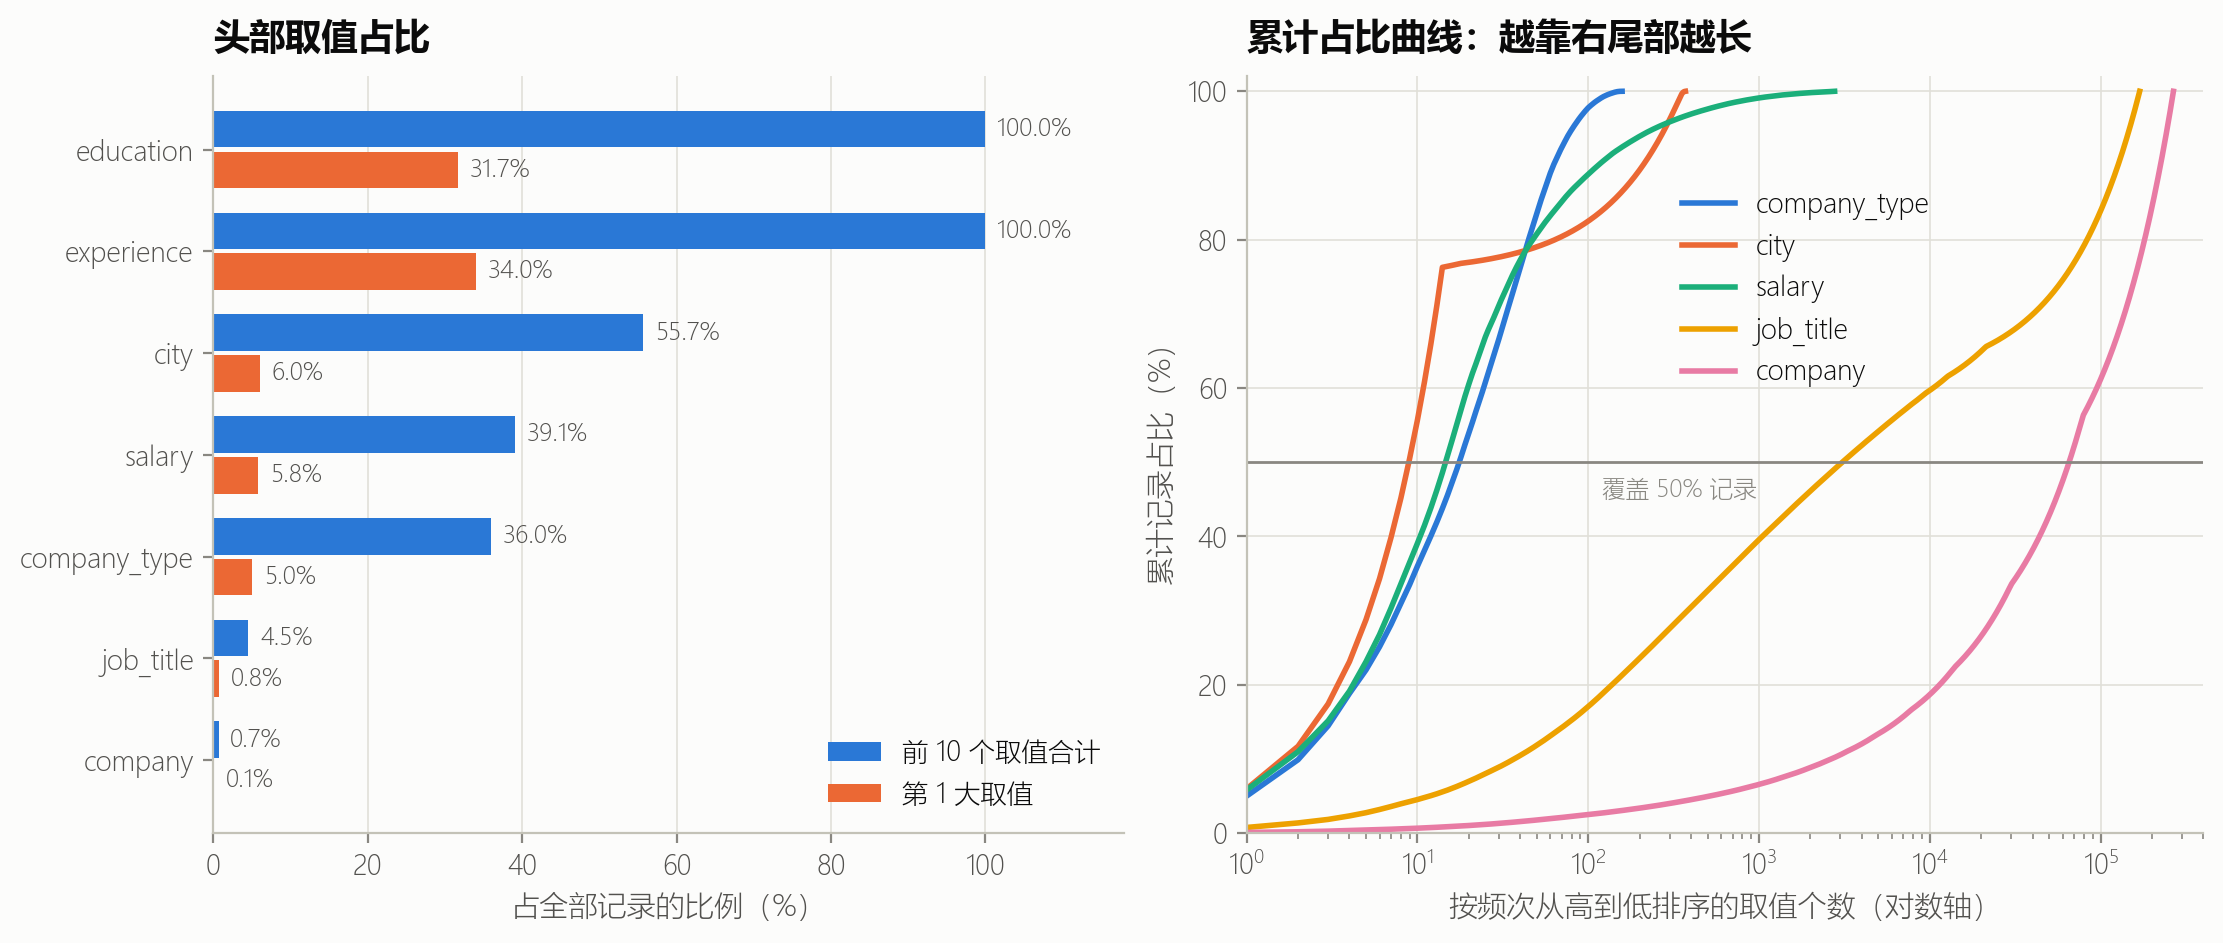 头部取值占比
education
100.0%
31.7%
experience
100.0%
34.0%
city
55.7%
6.0%
salary
39.1%
5.8%
company_type
36.0%
5.0%
job_title
4.5%
0.8%
company
0.7%
0.1%
前 10 个取值合计
第 1 大取值
0 20 40 60 80 100
占全部记录的比例（%）
累计占比曲线：越靠右尾部越长
累计记录占比（%）
100
80
60
40
20
0
company_type
city
salary
job_title
company
覆盖 50% 记录
10⁰ 10¹ 10² 10³ 10⁴ 10⁵
按频次从高到低排序的取值个数（对数轴）